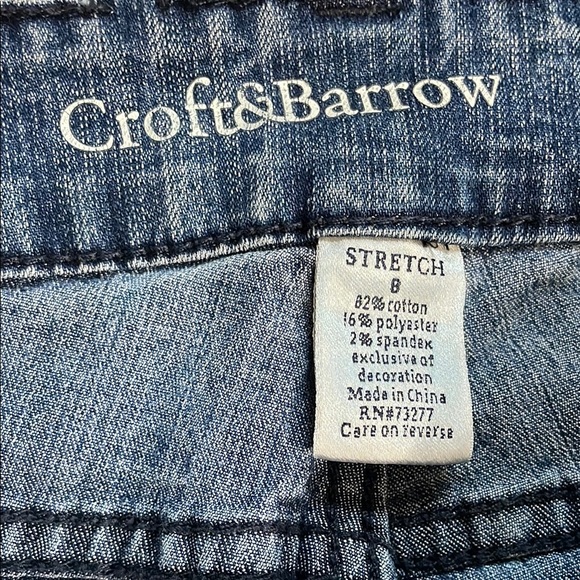 Croft&Barrow
STRETCH
8
82% cotton
16% polyester
2% spandex
exclusive of
decoration
Made in China
RN#73277
Care on reverse